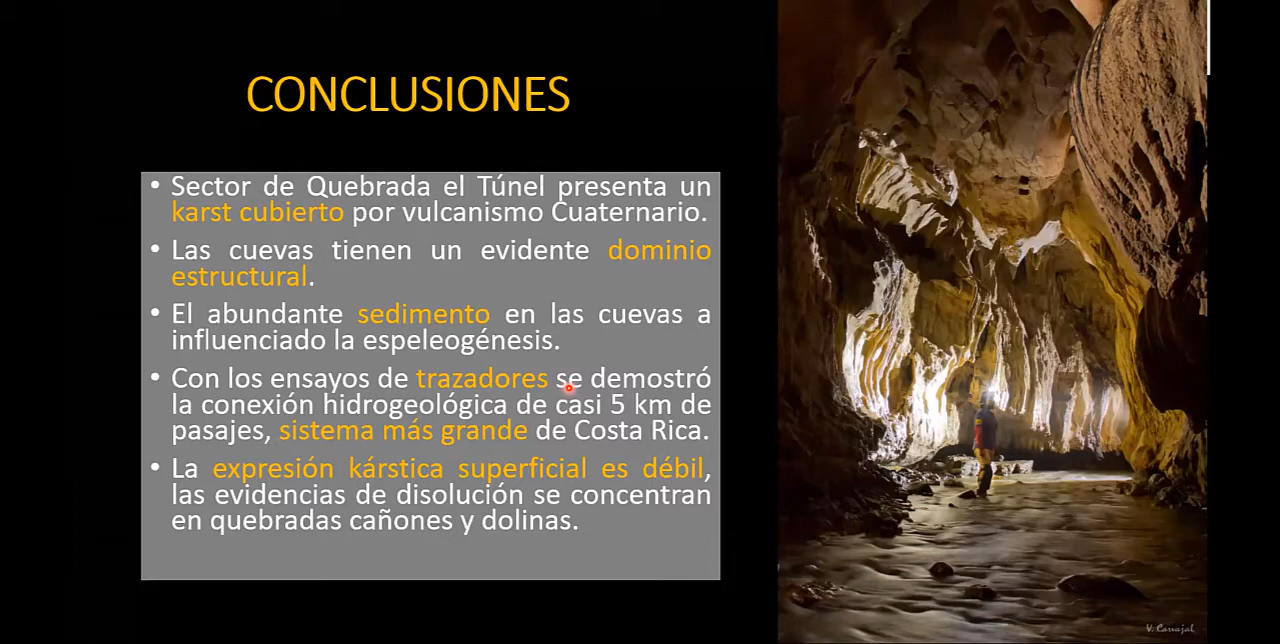 CONCLUSIONES
• Sector de Quebrada el Túnel presenta un
karst cubierto por vulcanismo Cuaternario.
• Las cuevas tienen un evidente dominio
estructural.
• El abundante sedimento en las cuevas a
influenciado la espeleogénesis.
• Con los ensayos de trazadores se demostró
la conexión hidrogeológica de casi 5 km de
pasajes, sistema más grande de Costa Rica.
• La expresión kárstica superficial es débil,
las evidencias de disolución se concentran
en quebradas cañones y dolinas.
V. Carvajal